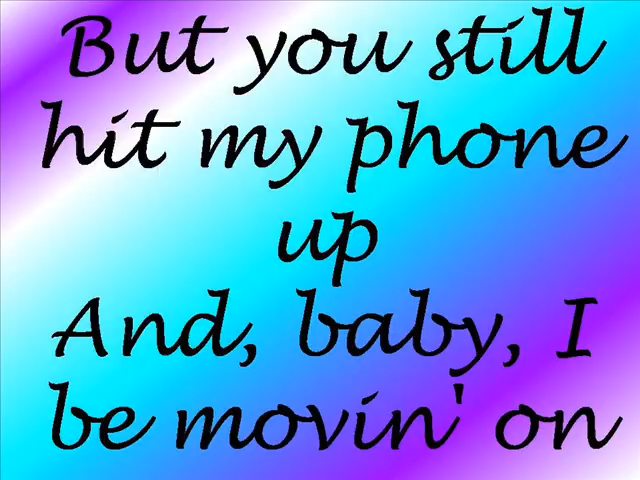 But you still
hit my phone
up
And, baby, I
be movin' on